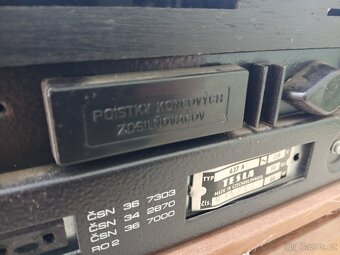 POISTKY KONCOVÝCH
ZOSILŇOVAČOV
TYP 813 A
TESLA
MADE IN CZECHOSLOVAKIA
ČSN 36 7303
ČSN 34 2870
ČSN 36 7000
RO 2